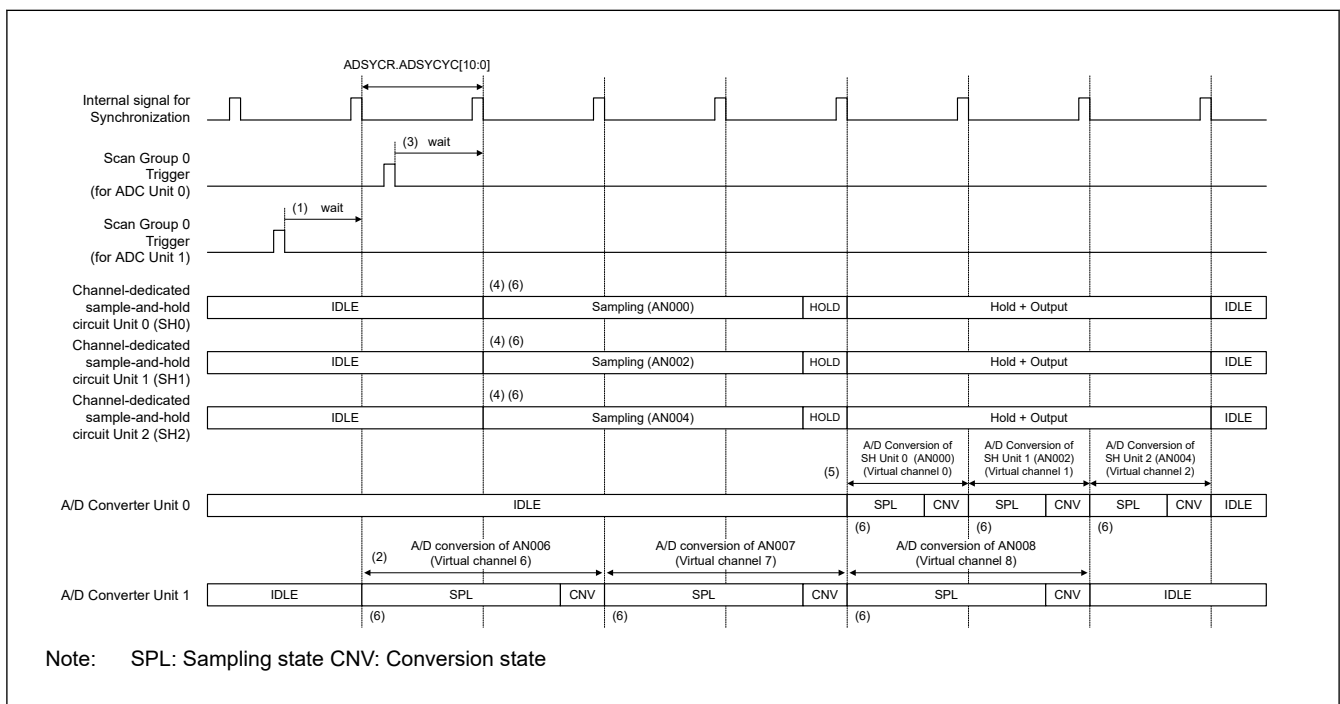 ADSYCR.ADSYCYC[10:0]
Internal signal for
Synchronization
(3) wait
Scan Group 0
Trigger
(for ADC Unit 0)
(1) wait
Scan Group 0
Trigger
(for ADC Unit 1)
Channel-dedicated
sample-and-hold
circuit Unit 0 (SH0)
(4) (6)
IDLE Sampling (AN000) HOLD Hold + Output IDLE
Channel-dedicated
sample-and-hold
circuit Unit 1 (SH1)
(4) (6)
IDLE Sampling (AN002) HOLD Hold + Output IDLE
Channel-dedicated
sample-and-hold
circuit Unit 2 (SH2)
(4) (6)
IDLE Sampling (AN004) HOLD Hold + Output IDLE
A/D Conversion of
SH Unit 0 (AN000)
(Virtual channel 0)
A/D Conversion of
SH Unit 1 (AN002)
(Virtual channel 1)
A/D Conversion of
SH Unit 2 (AN004)
(Virtual channel 2)
(5)
A/D Converter Unit 0
IDLE SPL CNV SPL CNV SPL CNV IDLE
(6) (6) (6)
(2)
A/D conversion of AN006
(Virtual channel 6)
A/D conversion of AN007
(Virtual channel 7)
A/D conversion of AN008
(Virtual channel 8)
A/D Converter Unit 1
IDLE SPL CNV SPL CNV SPL CNV IDLE
(6) (6) (6)
Note: SPL: Sampling state CNV: Conversion state